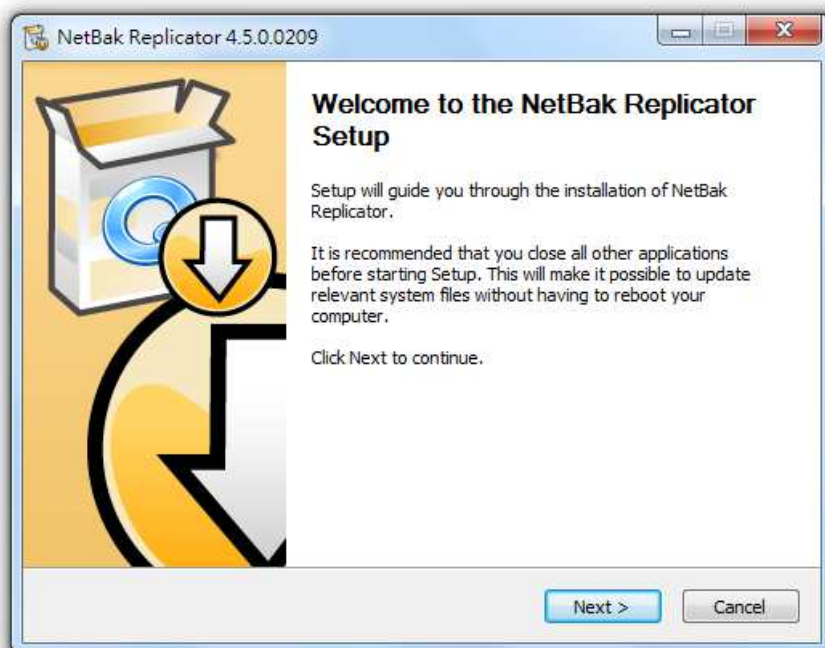 NetBak Replicator 4.5.0.0209
Welcome to the NetBak Replicator
Setup
Setup will guide you through the installation of NetBak
Replicator.
It is recommended that you close all other applications
before starting Setup. This will make it possible to update
relevant system files without having to reboot your
computer.
Click Next to continue.
Next >
Cancel